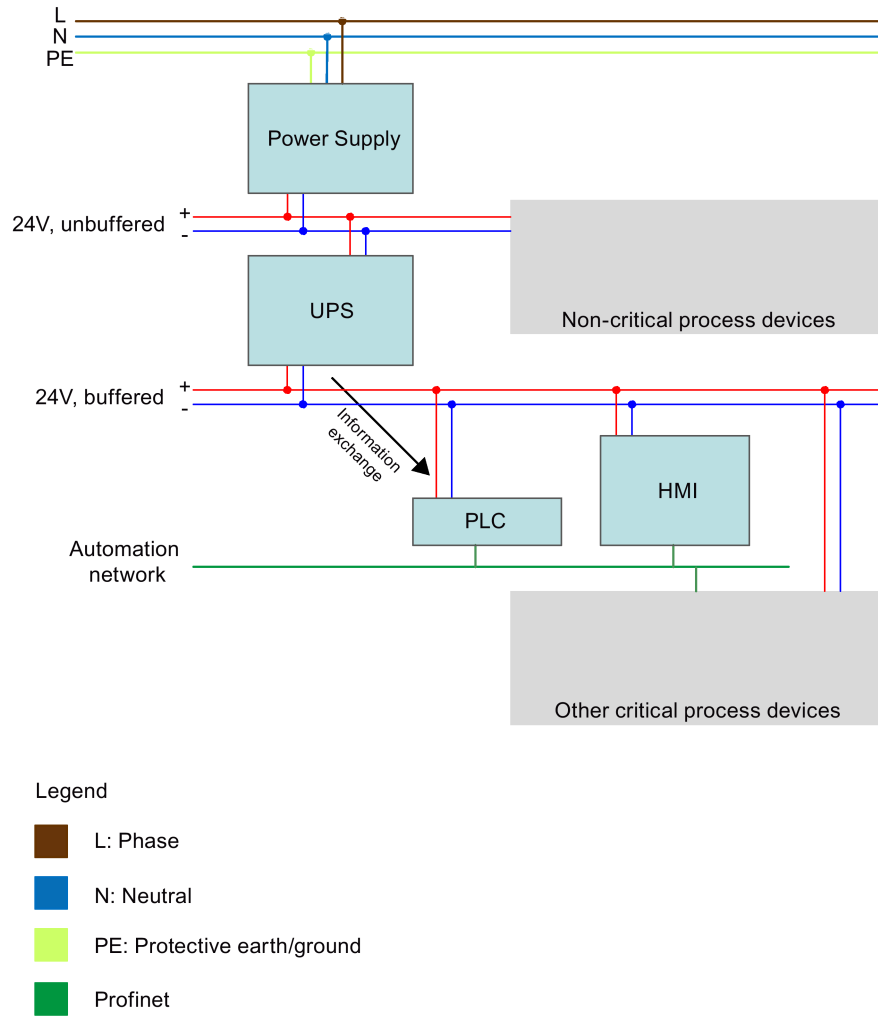 L
N
PE
Power Supply
24V, unbuffered
+
-
UPS
Non-critical process devices
24V, buffered
+
-
Information
exchange
HMI
PLC
Automation
network
Other critical process devices
Legend
L: Phase
N: Neutral
PE: Protective earth/ground
Profinet